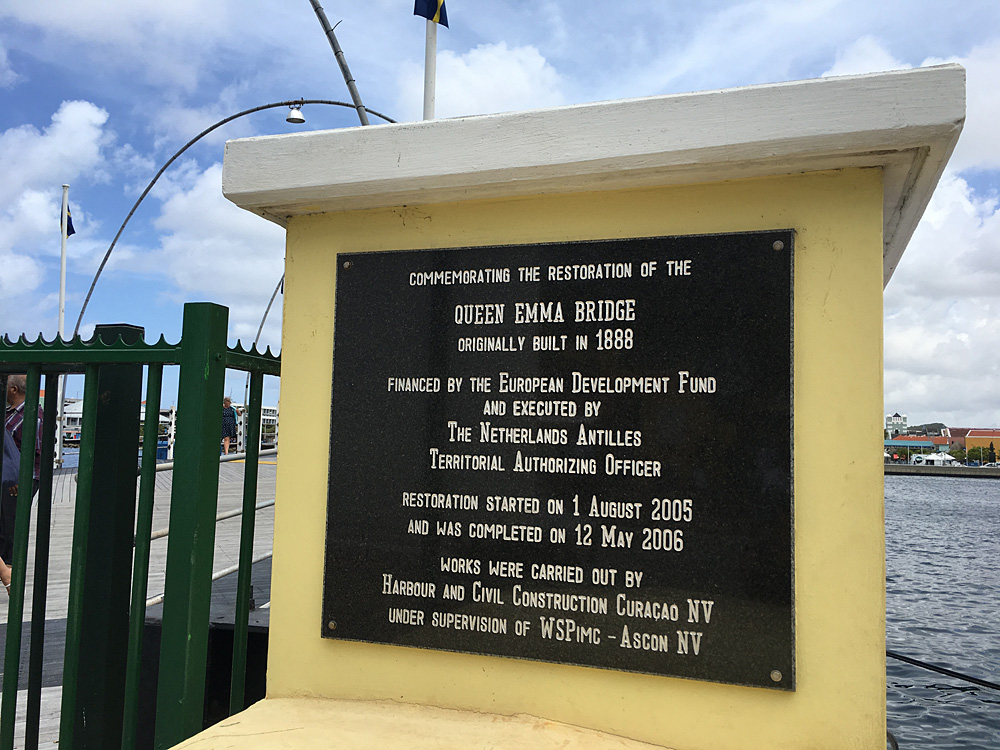 COMMEMORATING THE RESTORATION OF THE
QUEEN EMMA BRIDGE
ORIGINALLY BUILT IN 1888
FINANCED BY THE EUROPEAN DEVELOPMENT FUND
AND EXECUTED BY
THE NETHERLANDS ANTILLES
TERRITORIAL AUTHORIZING OFFICER
RESTORATION STARTED ON 1 AUGUST 2005
AND WAS COMPLETED ON 12 MAY 2006
WORKS WERE CARRIED OUT BY
HARBOUR AND CIVIL CONSTRUCTION CURAÇAO NV
UNDER SUPERVISION OF WSPIMC - ASCON NV